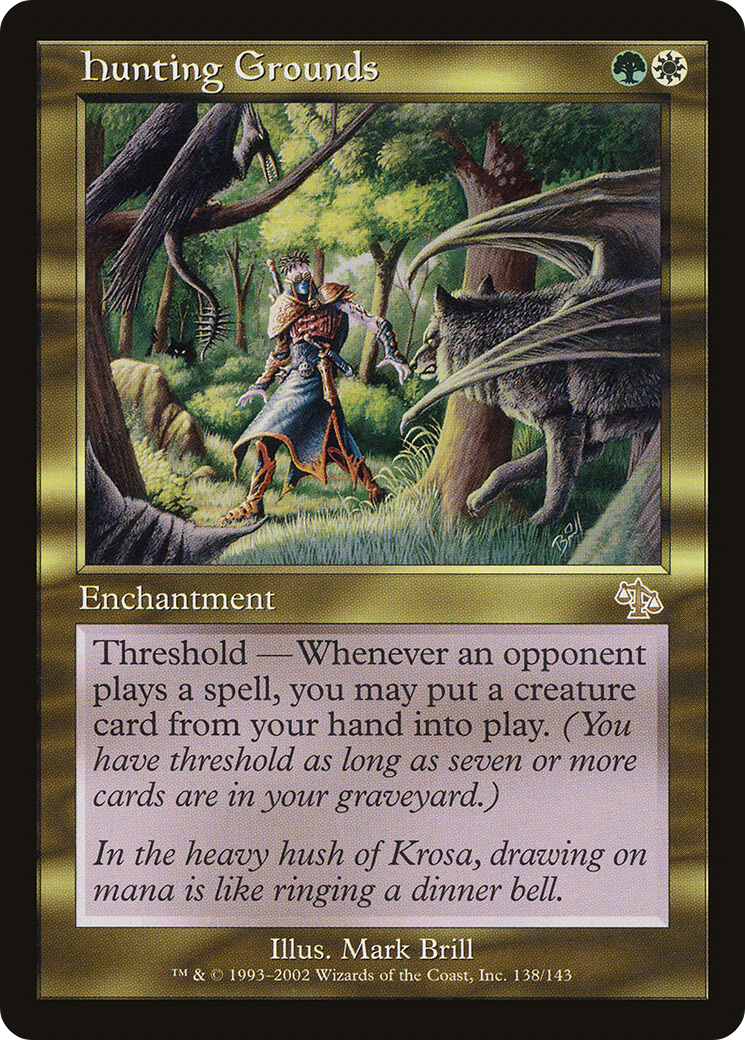 Hunting Grounds
Brill
Enchantment
Threshold — Whenever an opponent
plays a spell, you may put a creature
card from your hand into play. (You
have threshold as long as seven or more
cards are in your graveyard.)
In the heavy hush of Krosa, drawing on
mana is like ringing a dinner bell.
Illus. Mark Brill
™ & © 1993–2002 Wizards of the Coast, Inc. 138/143